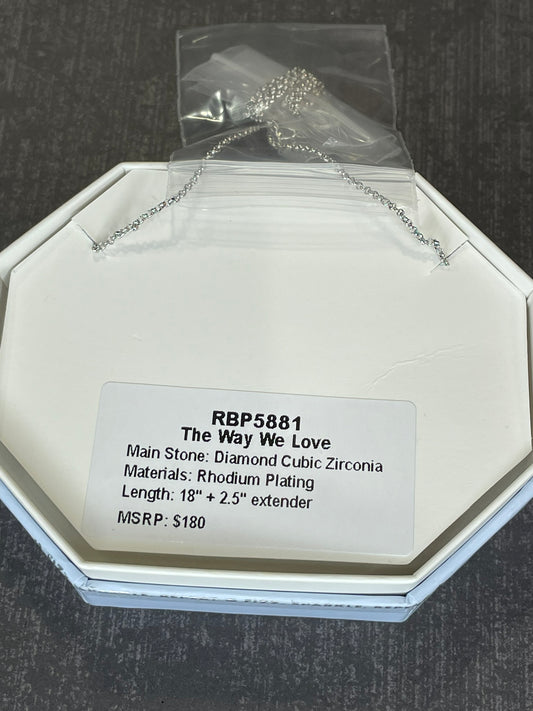 RBP5881
The Way We Love
Main Stone: Diamond Cubic Zirconia
Materials: Rhodium Plating
Length: 18" + 2.5" extender
MSRP: $180